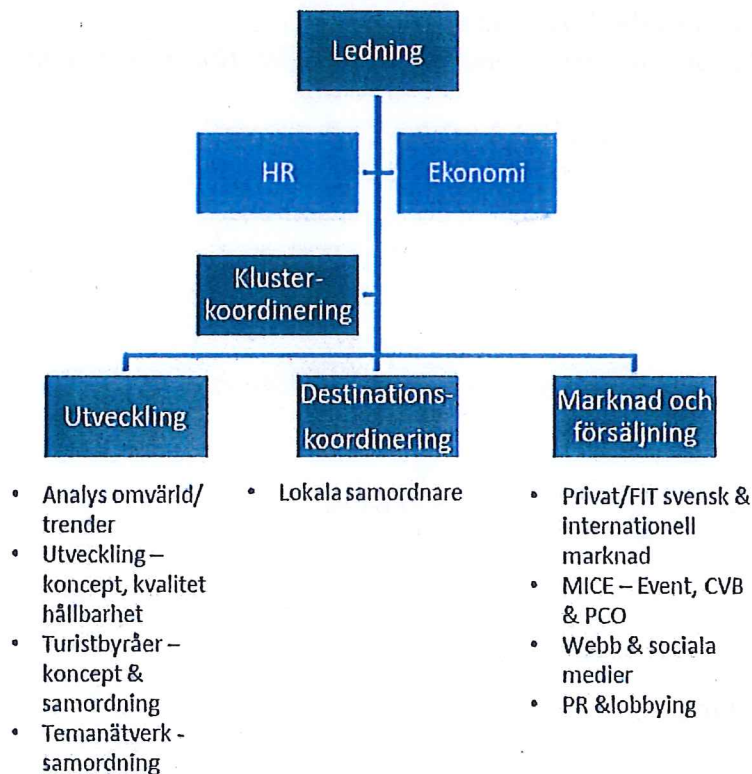 Ledning
HR
Ekonomi
Kluster-
koordinering
Utveckling
Destinations-
koordinering
Marknad och
försäljning
• Analys omvärld/
trender
• Utveckling –
koncept, kvalitet
hållbarhet
• Turistbyråer –
koncept &
samordning
• Temanätverk -
samordning
• Lokala samordnare
• Privat/FIT svensk &
internationell
marknad
• MICE – Event, CVB
& PCO
• Webb & sociala
medier
• PR &lobbying